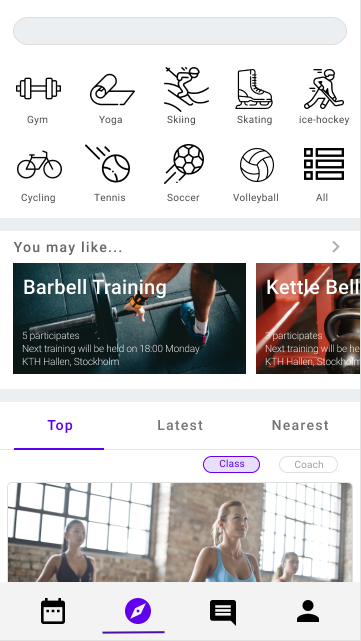 Gym Yoga Skiing Skating ice-hockey
Cycling Tennis Soccer Volleyball All
You may like...
Barbell Training
5 participates
Next training will be held on 18:00 Monday
KTH Hallen, Stockholm
Kettle Bell
7 participates
Next training will be he
KTH Hallen, Stockholm
Top Latest Nearest
Class Coach